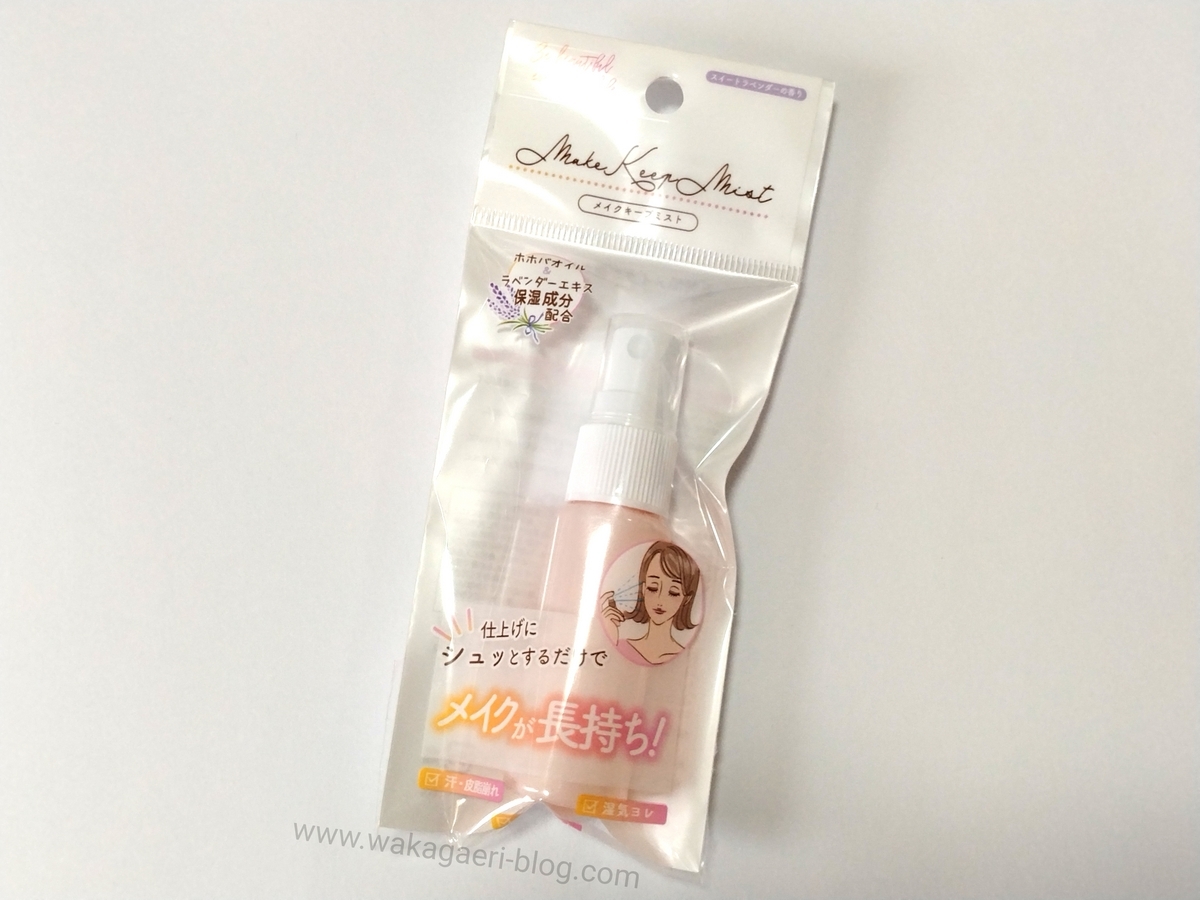 スイートラベンダーの香り
Make Keep Mist
メイクキープミスト
ホホバオイル
&
ラベンダーエキス
保湿成分
配合
仕上げに
シュッとするだけで
メイクが長持ち!
汗・皮脂崩れ
湿気ヨレ
www.wakagaeri-blog.com